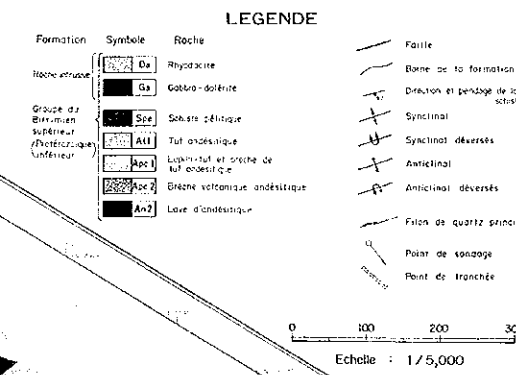 LEGENDE
Formation Symbole Roche
Roche intrusive
Da Rhyodacite
Ga Gabbro-dolérite
Groupe du
Birrimien
supérieur
(Protérozoïque
inférieur)
Spe Schiste pélitique
At1 Tuf andésitique
Apc1 Lapilli-tuf et brèche de
tuf andésitique
Apc2 Brèche volcanique andésitique
An2 Lave d'andésitique
Faille
Borne de la formation
Direction et pendage de la
schist
Synclinal
Synclinal déversés
Anticlinal
Anticlinal déversés
Filon de quartz princi
Point de sondage
Point de tranchée
0 100 200 30
Echelle : 1/5,000